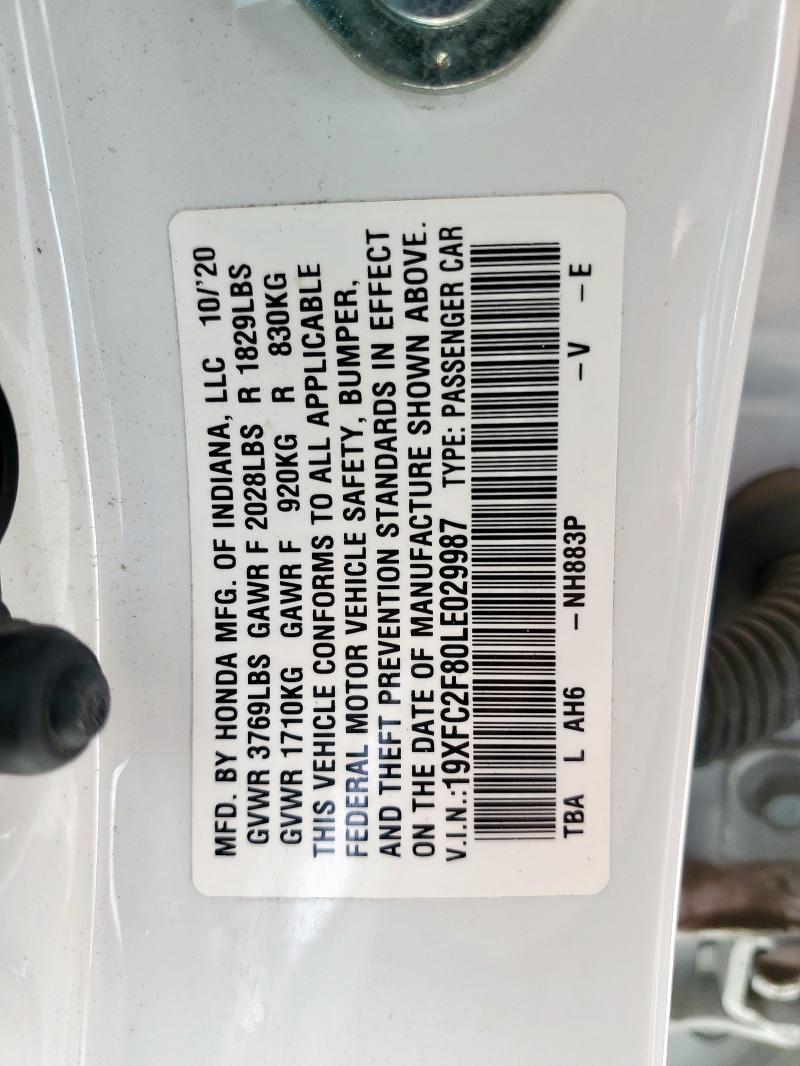 MFD. BY HONDA MFG. OF INDIANA, LLC 10/'20
GVWR 3769LBS GAWR F 2028LBS R 1829LBS
GVWR 1710KG GAWR F 920KG R 830KG
THIS VEHICLE CONFORMS TO ALL APPLICABLE
FEDERAL MOTOR VEHICLE SAFETY, BUMPER,
AND THEFT PREVENTION STANDARDS IN EFFECT
ON THE DATE OF MANUFACTURE SHOWN ABOVE.
V.I.N.:19XFC2F80LE029987 TYPE: PASSENGER CAR
TBA L AH6 -NH883P -V -E